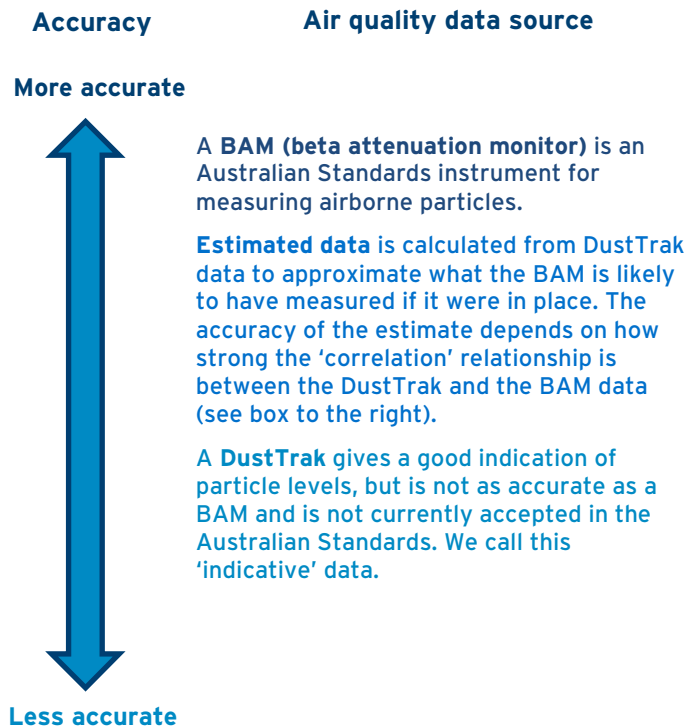 Accuracy
Air quality data source
More accurate
A BAM (beta attenuation monitor) is an
Australian Standards instrument for
measuring airborne particles.
Estimated data is calculated from DustTrak
data to approximate what the BAM is likely
to have measured if it were in place. The
accuracy of the estimate depends on how
strong the ‘correlation’ relationship is
between the DustTrak and the BAM data
(see box to the right).
A DustTrak gives a good indication of
particle levels, but is not as accurate as a
BAM and is not currently accepted in the
Australian Standards. We call this
‘indicative’ data.
Less accurate